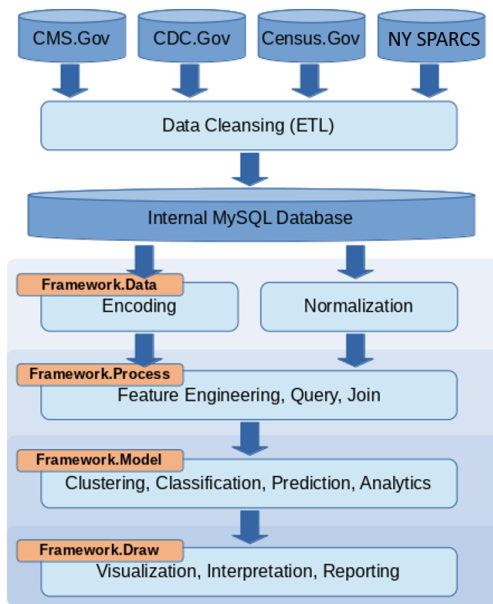 CMS.Gov
CDC.Gov
Census.Gov
NY SPARCS
Data Cleansing (ETL)
Internal MySQL Database
Framework.Data
Encoding
Normalization
Framework.Process
Feature Engineering, Query, Join
Framework.Model
Clustering, Classification, Prediction, Analytics
Framework.Draw
Visualization, Interpretation, Reporting